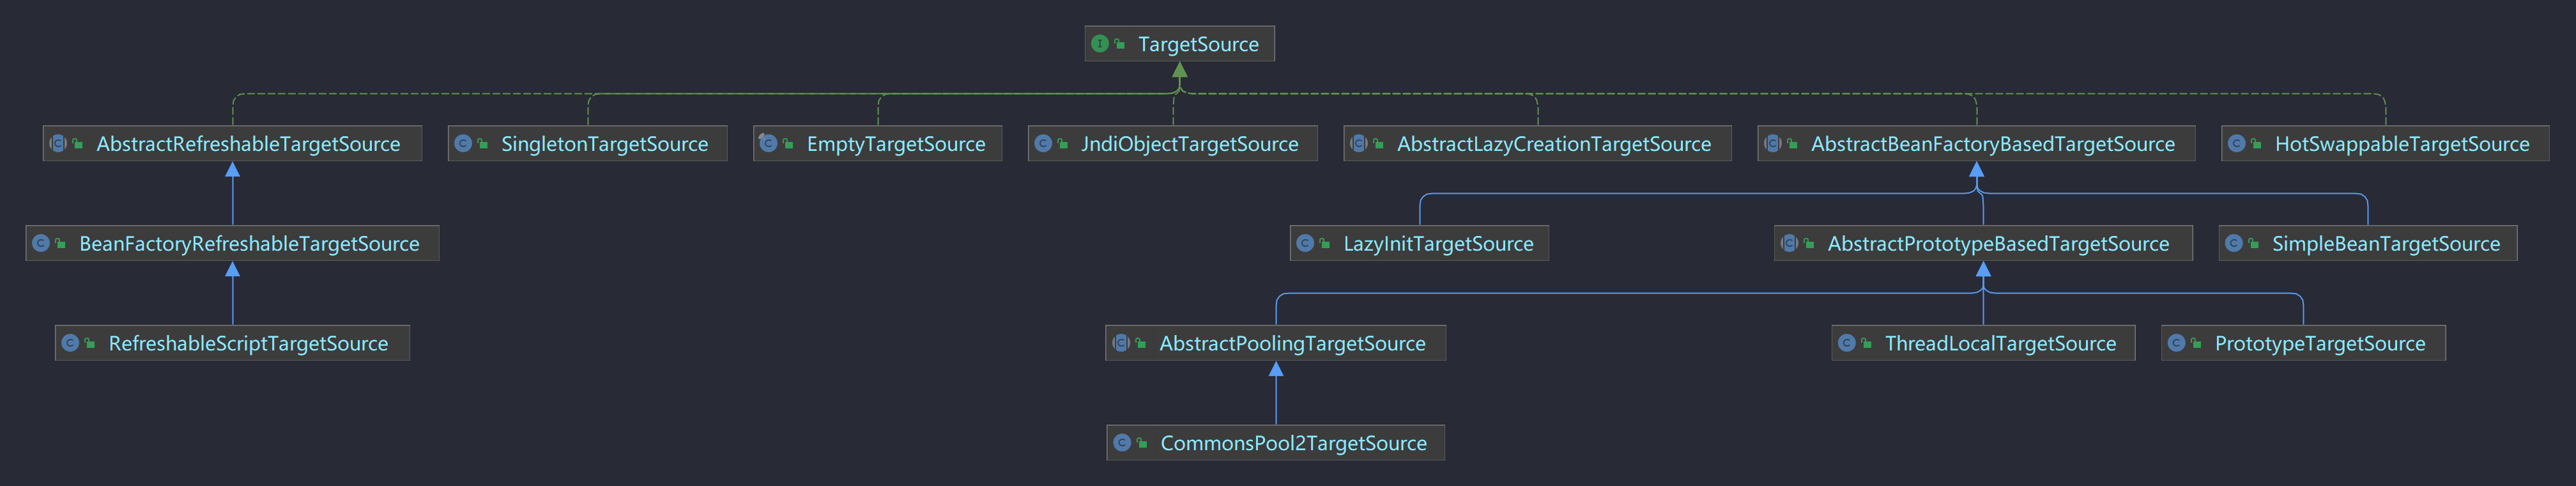 TargetSource
AbstractRefreshableTargetSource
SingletonTargetSource
EmptyTargetSource
JndiObjectTargetSource
AbstractLazyCreationTargetSource
AbstractBeanFactoryBasedTargetSource
HotSwappableTargetSource
BeanFactoryRefreshableTargetSource
LazyInitTargetSource
AbstractPrototypeBasedTargetSource
SimpleBeanTargetSource
RefreshableScriptTargetSource
AbstractPoolingTargetSource
ThreadLocalTargetSource
PrototypeTargetSource
CommonsPool2TargetSource